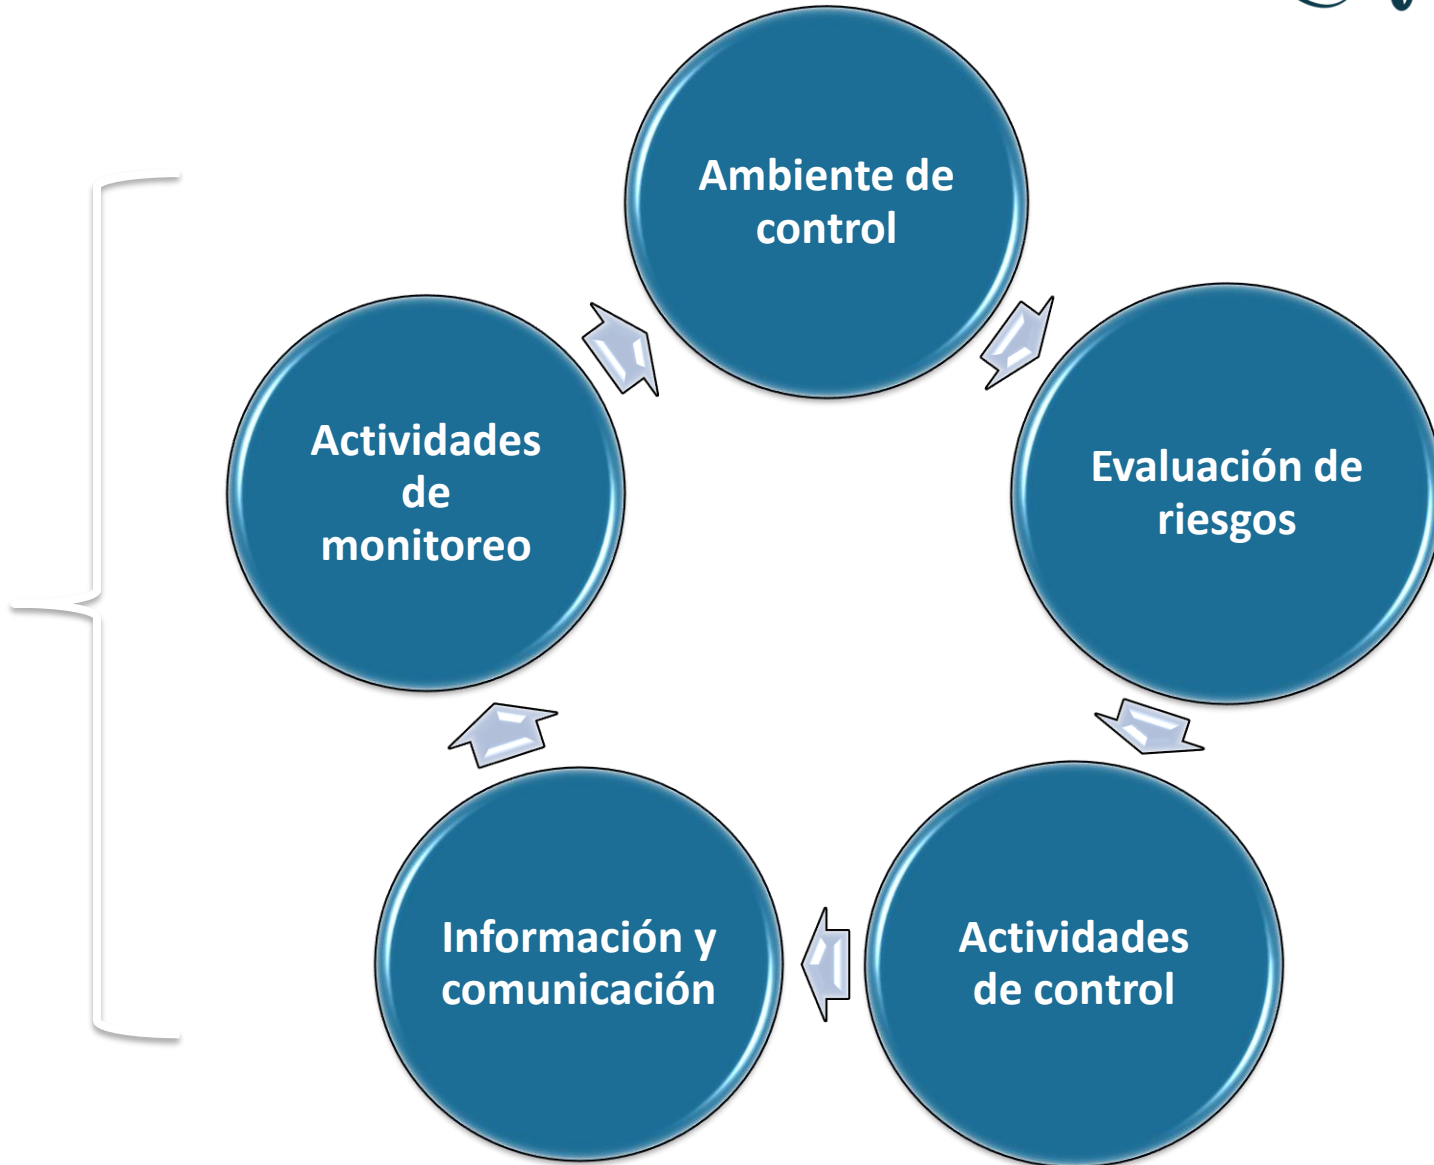 Ambiente de
control
Evaluación de
riesgos
Actividades
de control
Información y
comunicación
Actividades
de
monitoreo